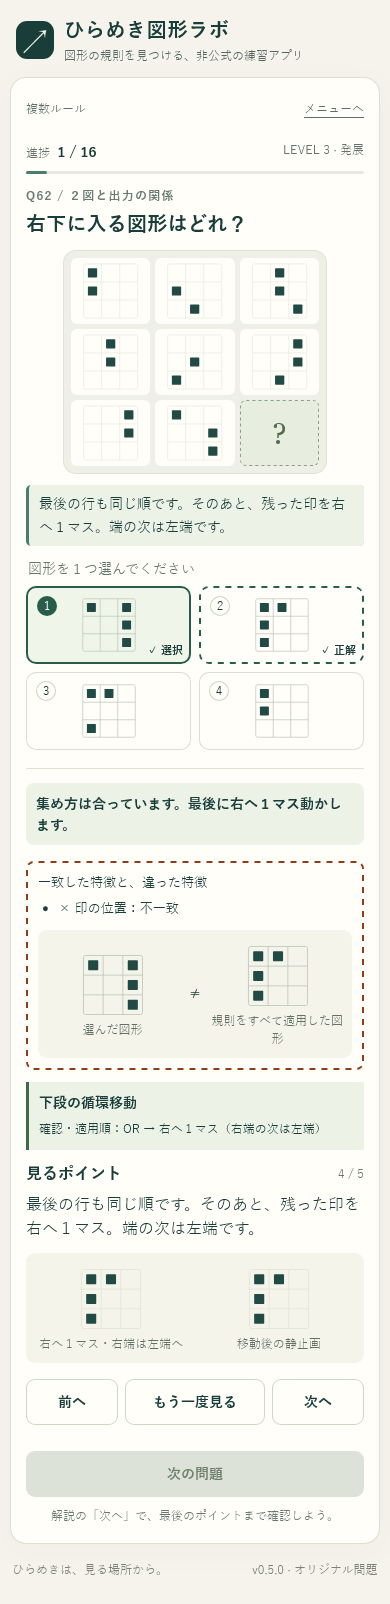 ひらめき図形ラボ
図形の規則を見つける、非公式の練習アプリ
複数ルール
メニューへ
進捗 1 / 16
LEVEL 3 · 発展
Q62 / 2図と出力の関係
右下に入る図形はどれ？
?
最後の行も同じ順です。そのあと、残った印を右
へ1マス。端の次は左端です。
図形を1つ選んでください
1
✓ 選択
2
✓ 正解
3
4
集め方は合っています。最後に右へ1マス動かし
ます。
一致した特徴と、違った特徴
• × 印の位置：不一致
≠
選んだ図形
規則をすべて適用した図
形
下段の循環移動
確認・適用順：OR → 右へ1マス（右端の次は左端）
見るポイント
4 / 5
最後の行も同じ順です。そのあと、残った印を
右へ1マス。端の次は左端です。
右へ1マス・右端は左端へ
移動後の静止画
前へ
もう一度見る
次へ
次の問題
解説の「次へ」で、最後のポイントまで確認しよう。
ひらめきは、見る場所から。
v0.5.0 · オリジナル問題